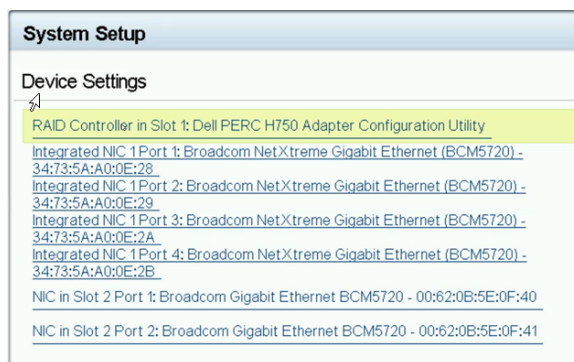 System Setup
Device Settings
RAID Controller in Slot 1: Dell PERC H750 Adapter Configuration Utility
Integrated NIC 1 Port 1: Broadcom NetXtreme Gigabit Ethernet (BCM5720) -
34:73:5A:A0:0E:28
Integrated NIC 1 Port 2: Broadcom NetXtreme Gigabit Ethernet (BCM5720) -
34:73:5A:A0:0E:29
Integrated NIC 1 Port 3: Broadcom NetXtreme Gigabit Ethernet (BCM5720) -
34:73:5A:A0:0E:2A
Integrated NIC 1 Port 4: Broadcom NetXtreme Gigabit Ethernet (BCM5720) -
34:73:5A:A0:0E:2B
NIC in Slot 2 Port 1: Broadcom Gigabit Ethernet BCM5720 - 00:62:0B:5E:0F:40
NIC in Slot 2 Port 2: Broadcom Gigabit Ethernet BCM5720 - 00:62:0B:5E:0F:41